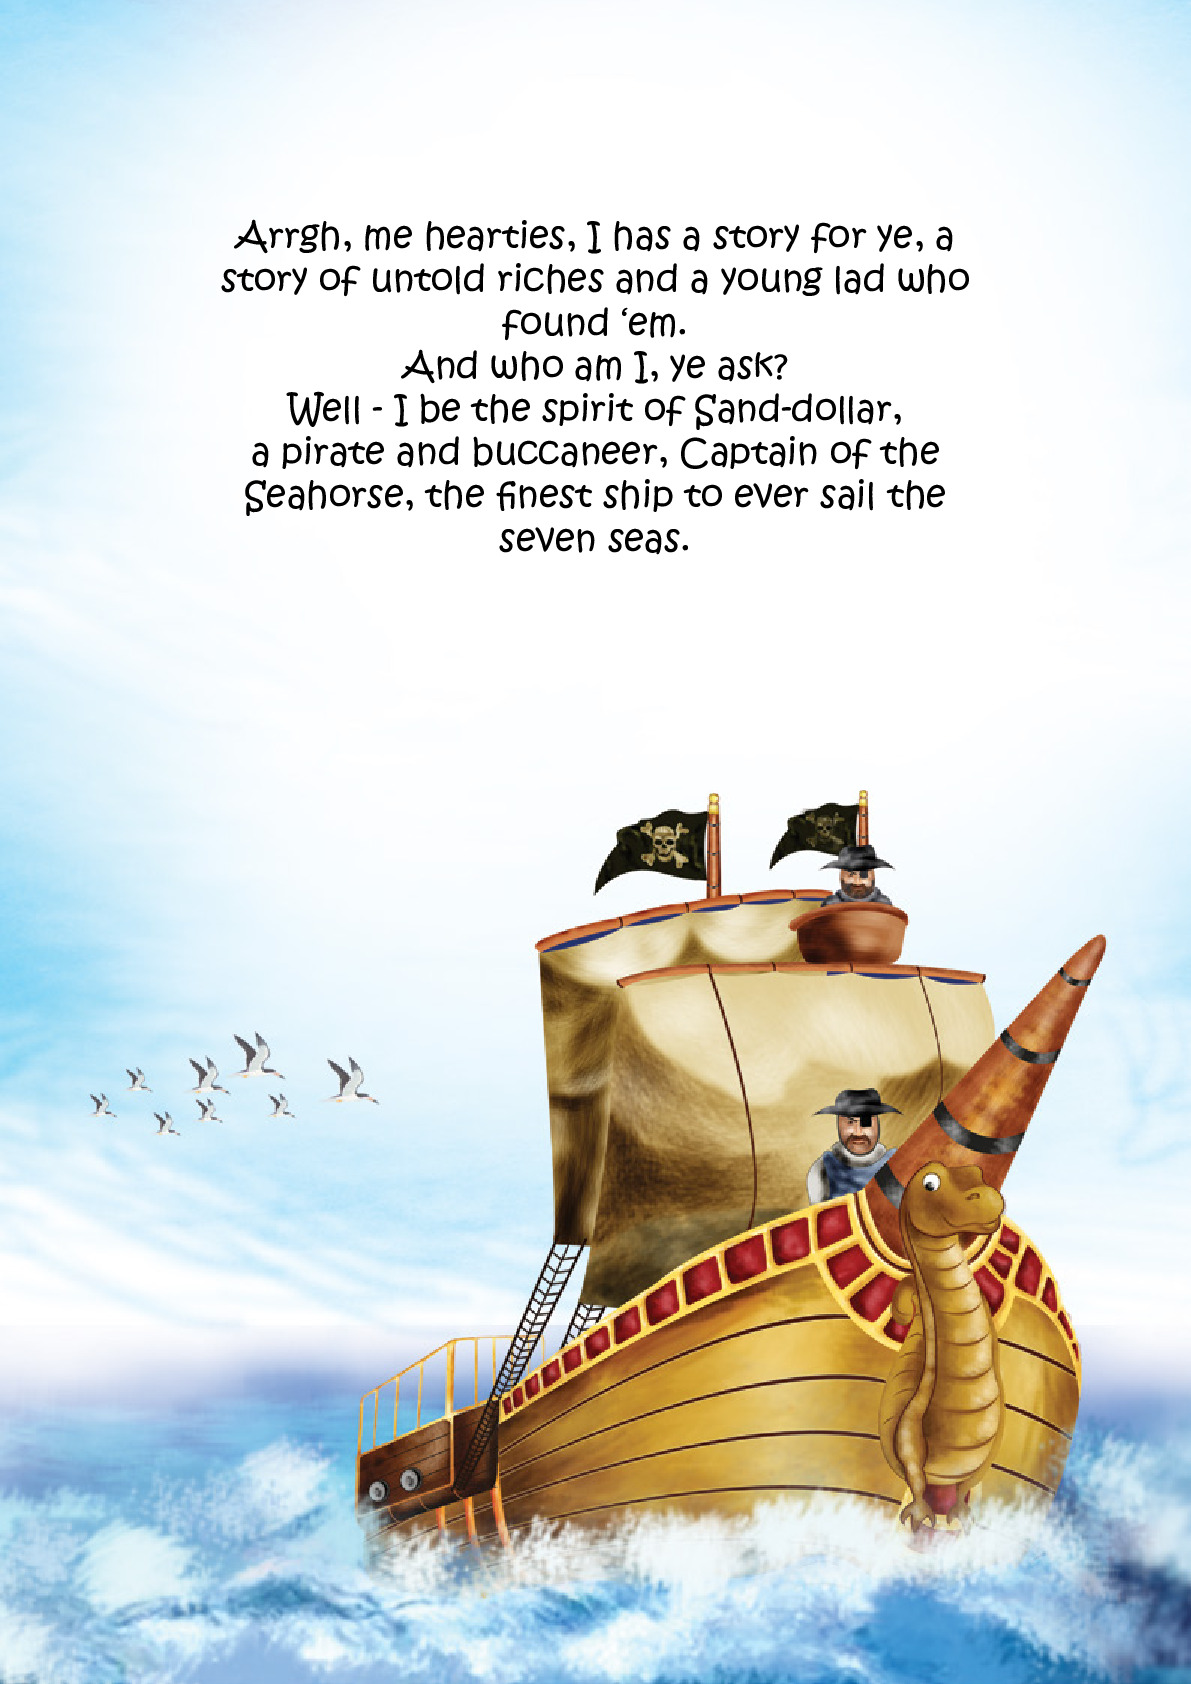 Arrgh, me hearties, I has a story for ye, a
story of untold riches and a young lad who
found ‘em.
And who am I, ye ask?
Well - I be the spirit of Sand-dollar,
a pirate and buccaneer, Captain of the
Seahorse, the finest ship to ever sail the
seven seas.